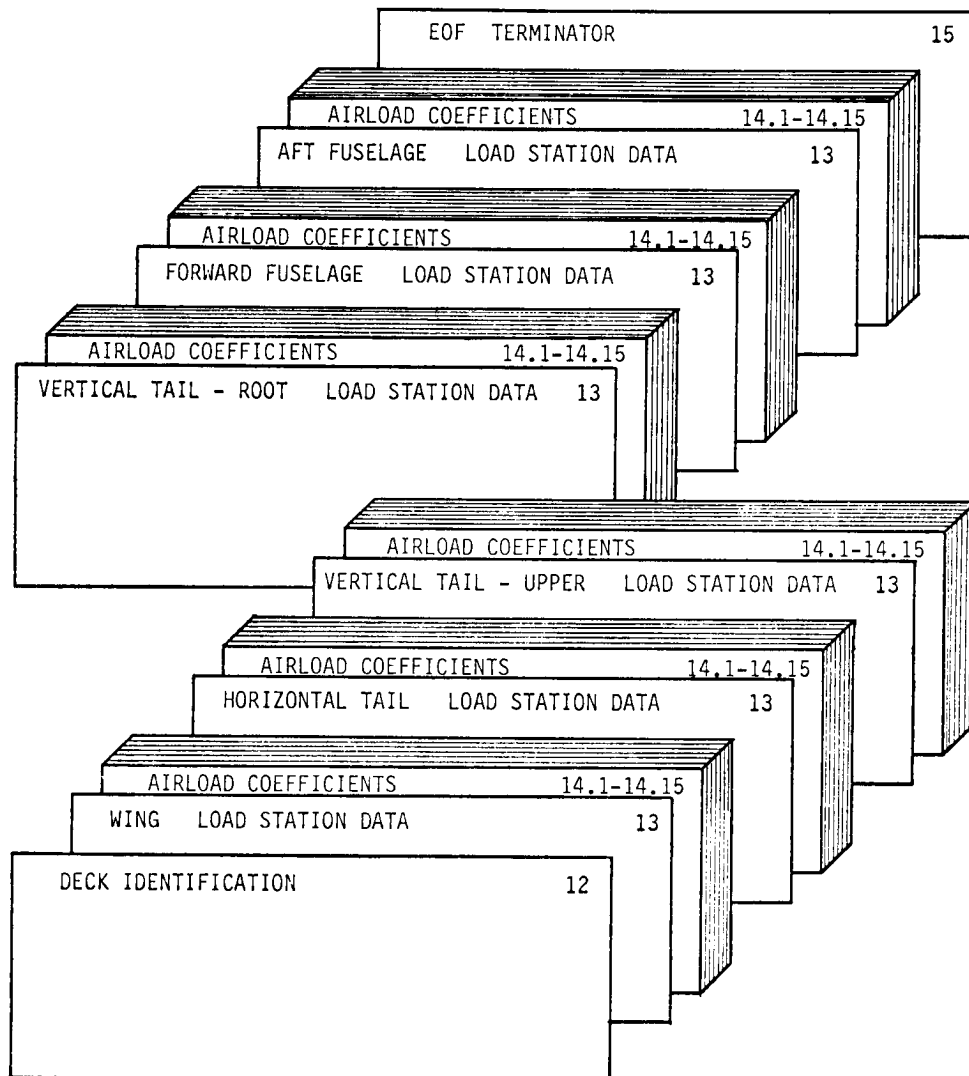 EOF TERMINATOR 15
AIRLOAD COEFFICIENTS 14.1-14.15
AFT FUSELAGE LOAD STATION DATA 13
AIRLOAD COEFFICIENTS 14.1-14.15
FORWARD FUSELAGE LOAD STATION DATA 13
AIRLOAD COEFFICIENTS 14.1-14.15
VERTICAL TAIL - ROOT LOAD STATION DATA 13
AIRLOAD COEFFICIENTS 14.1-14.15
VERTICAL TAIL - UPPER LOAD STATION DATA 13
AIRLOAD COEFFICIENTS 14.1-14.15
HORIZONTAL TAIL LOAD STATION DATA 13
AIRLOAD COEFFICIENTS 14.1-14.15
WING LOAD STATION DATA 13
DECK IDENTIFICATION 12